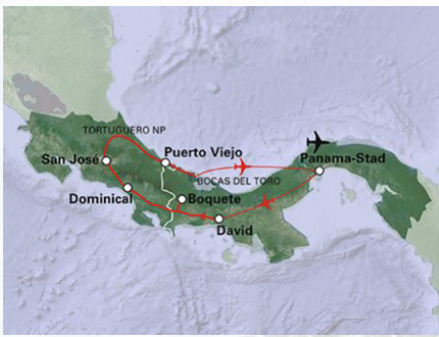 TORTUGUERO NP
San José
Puerto Viejo
Panama-Stad
BOCAS DEL TORO
Dominical
Boquete
David